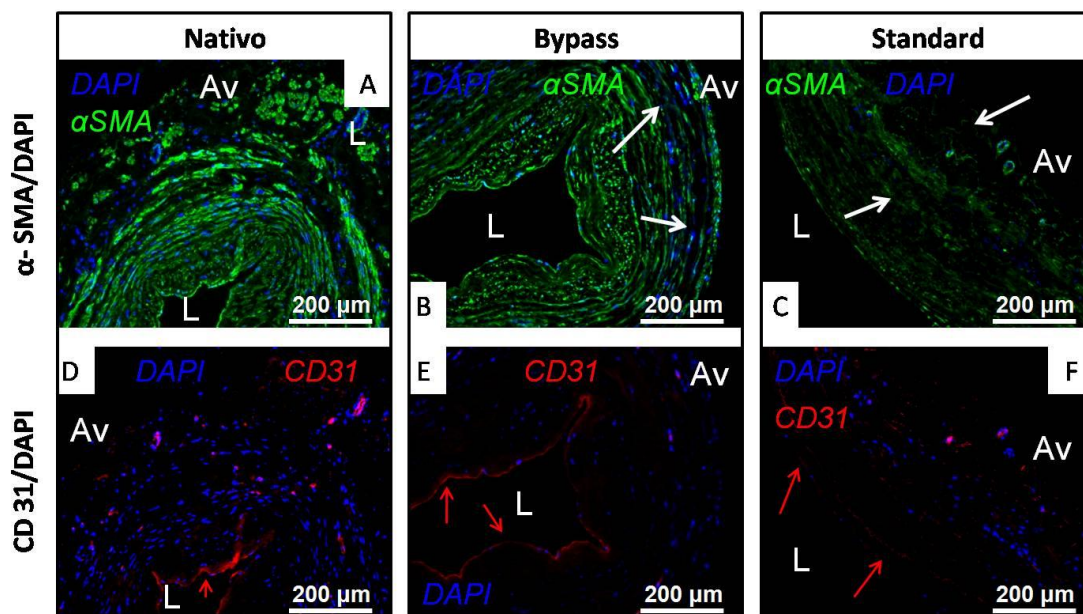 Nativo
Bypass
Standard
α- SMA/DAPI
DAPI
Av
A
αSMA
L
L
200 µm
DAPI
αSMA
Av
L
B
200 µm
αSMA
DAPI
Av
L
C
200 µm
CD 31/DAPI
D
DAPI
CD31
Av
L
200 µm
E
CD31
Av
L
DAPI
200 µm
DAPI
F
CD31
Av
L
200 µm